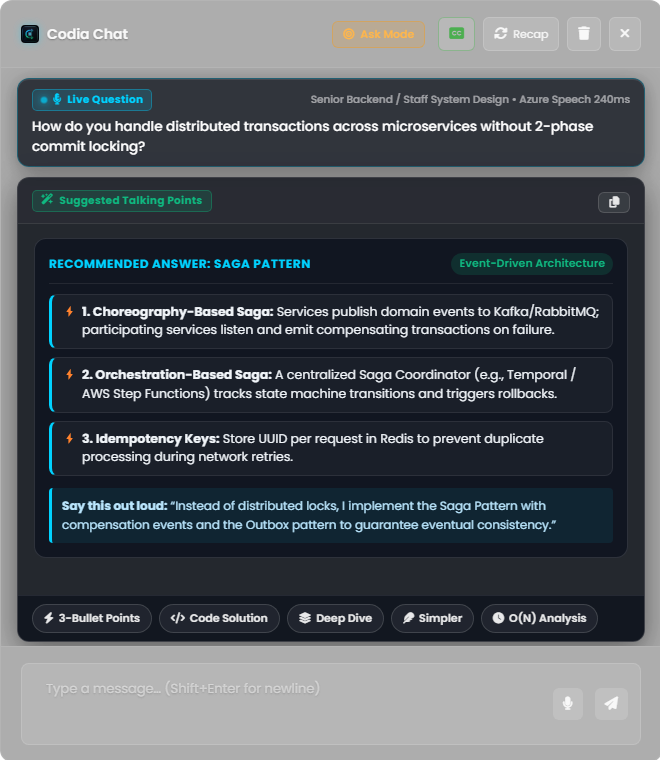 Codia Chat
Ask Mode
CC
Recap
Live Question
Senior Backend / Staff System Design • Azure Speech 240ms
How do you handle distributed transactions across microservices without 2-phase
commit locking?
Suggested Talking Points
RECOMMENDED ANSWER: SAGA PATTERN
Event-Driven Architecture
1. Choreography-Based Saga: Services publish domain events to Kafka/RabbitMQ;
participating services listen and emit compensating transactions on failure.
2. Orchestration-Based Saga: A centralized Saga Coordinator (e.g., Temporal /
AWS Step Functions) tracks state machine transitions and triggers rollbacks.
3. Idempotency Keys: Store UUID per request in Redis to prevent duplicate
processing during network retries.
Say this out loud: “Instead of distributed locks, I implement the Saga Pattern with
compensation events and the Outbox pattern to guarantee eventual consistency.”
3-Bullet Points
Code Solution
Deep Dive
Simpler
O(N) Analysis
Type a message... (Shift+Enter for newline)